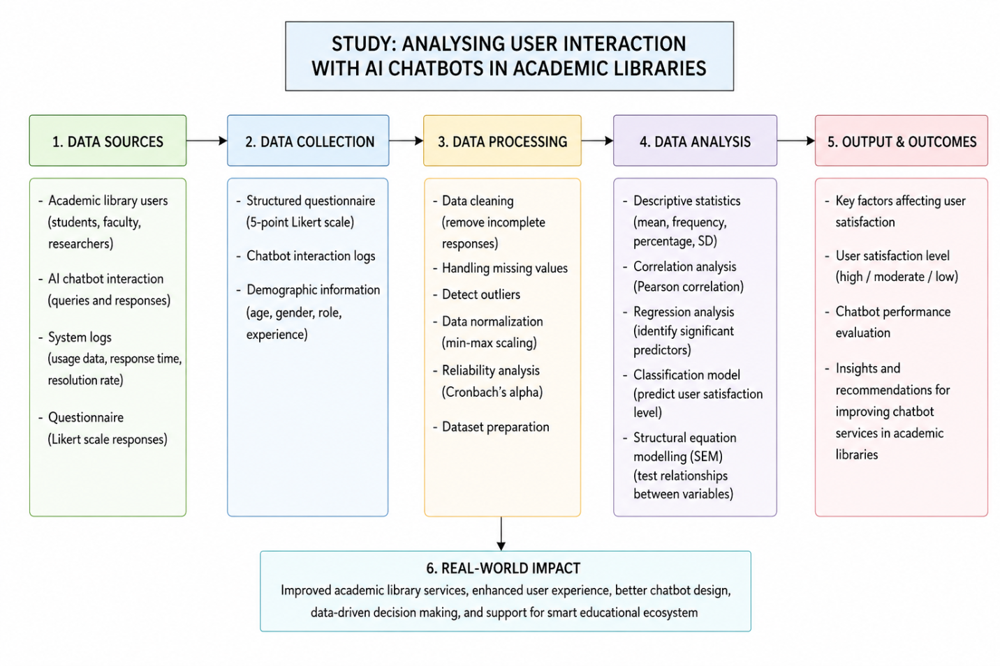 STUDY: ANALYSING USER INTERACTION
WITH AI CHATBOTS IN ACADEMIC LIBRARIES
1. DATA SOURCES
- Academic library users
(students, faculty,
researchers)
- AI chatbot interaction
(queries and responses)
- System logs
(usage data, response time,
resolution rate)
- Questionnaire
(Likert scale responses)
2. DATA COLLECTION
- Structured questionnaire
(5-point Likert scale)
- Chatbot interaction logs
- Demographic information
(age, gender, role,
experience)
3. DATA PROCESSING
- Data cleaning
(remove incomplete
responses)
- Handling missing values
- Detect outliers
- Data normalization
(min-max scaling)
- Reliability analysis
(Cronbach's alpha)
- Dataset preparation
4. DATA ANALYSIS
- Descriptive statistics
(mean, frequency,
percentage, SD)
- Correlation analysis
(Pearson correlation)
- Regression analysis
(identify significant
predictors)
- Classification model
(predict user satisfaction
level)
- Structural equation
modelling (SEM)
(test relationships
between variables)
5. OUTPUT & OUTCOMES
- Key factors affecting user
satisfaction
- User satisfaction level
(high / moderate / low)
- Chatbot performance
evaluation
- Insights and
recommendations for
improving chatbot
services in academic
libraries
6. REAL-WORLD IMPACT
Improved academic library services, enhanced user experience, better chatbot design,
data-driven decision making, and support for smart educational ecosystem